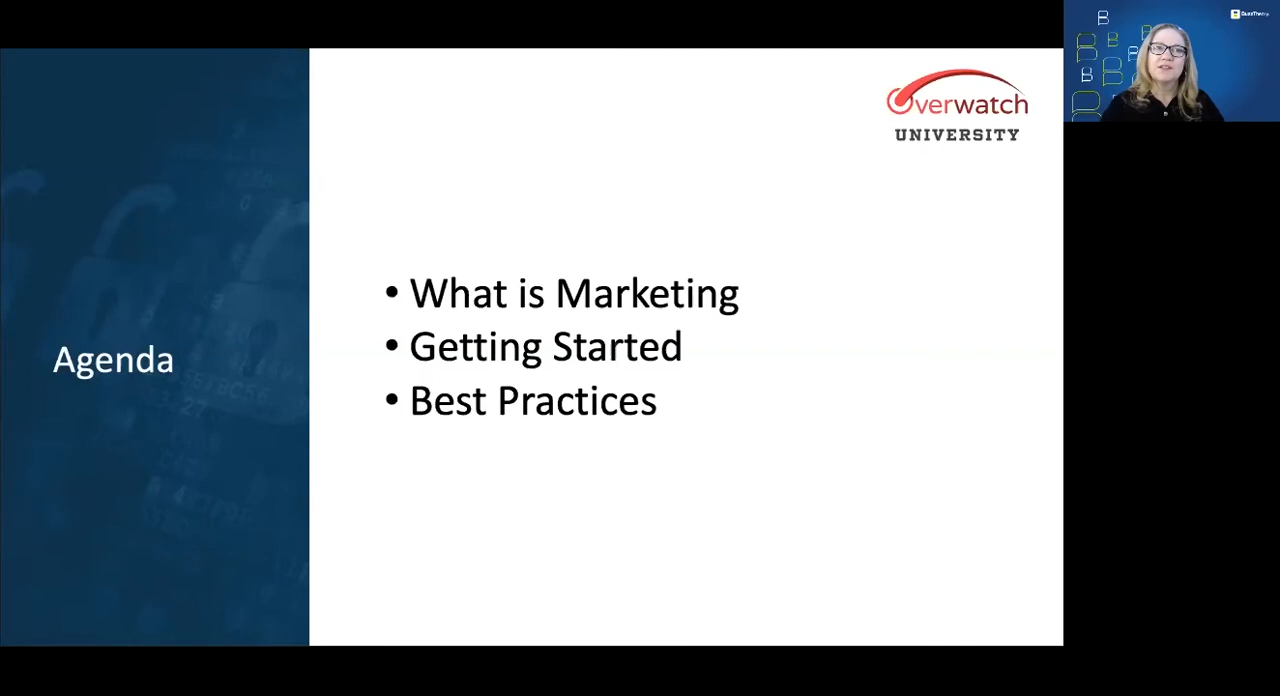 Overwatch
UNIVERSITY
Agenda
• What is Marketing
• Getting Started
• Best Practices